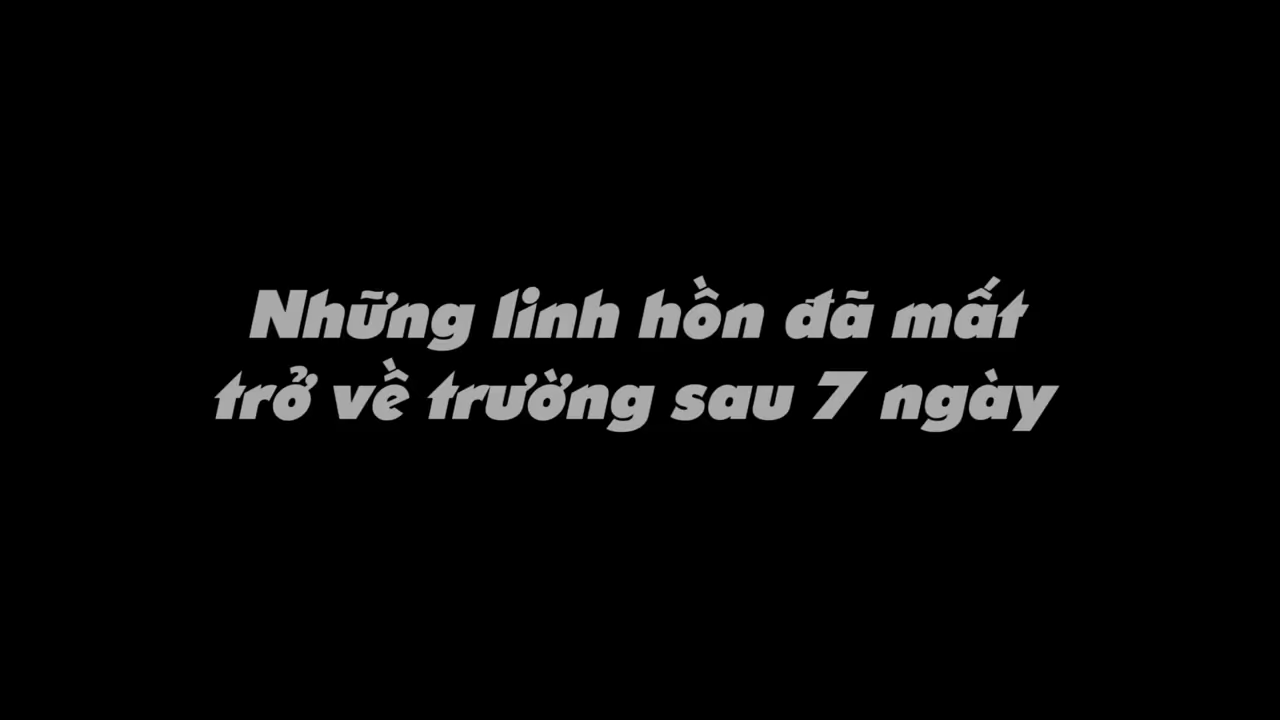 Những linh hồn đã mất
trở về trường sau 7 ngày